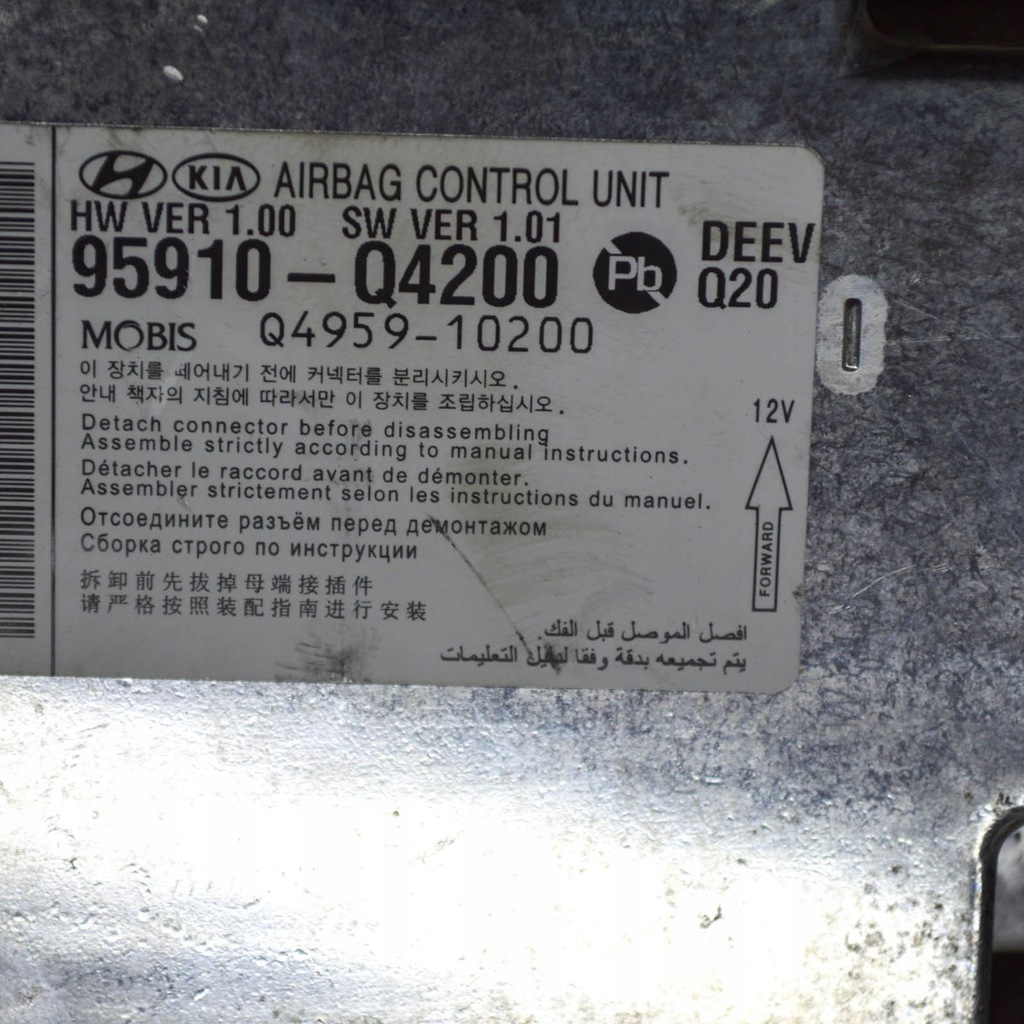 KIA AIRBAG CONTROL UNIT
HW VER 1.00 SW VER 1.01
95910-Q4200 Pb DEEV Q20
MOBIS Q4959-10200
이 장치를 떼어내기 전에 커넥터를 분리시키시오.
안내 책자의 지침에 따라서만 이 장치를 조립하십시오.
12V
FORWARD
Detach connector before disassembling
Assemble strictly according to manual instructions.
Détacher le raccord avant de démonter.
Assembler strictement selon les instructions du manuel.
Отсоедините разъём перед демонтажом
Сборка строго по инструкции
拆卸前先拔掉母端接插件
请严格按照装配指南进行安装
افصل الموصل قبل الفك.
يتم تجميعه بدقة وفقا لدليل التعليمات